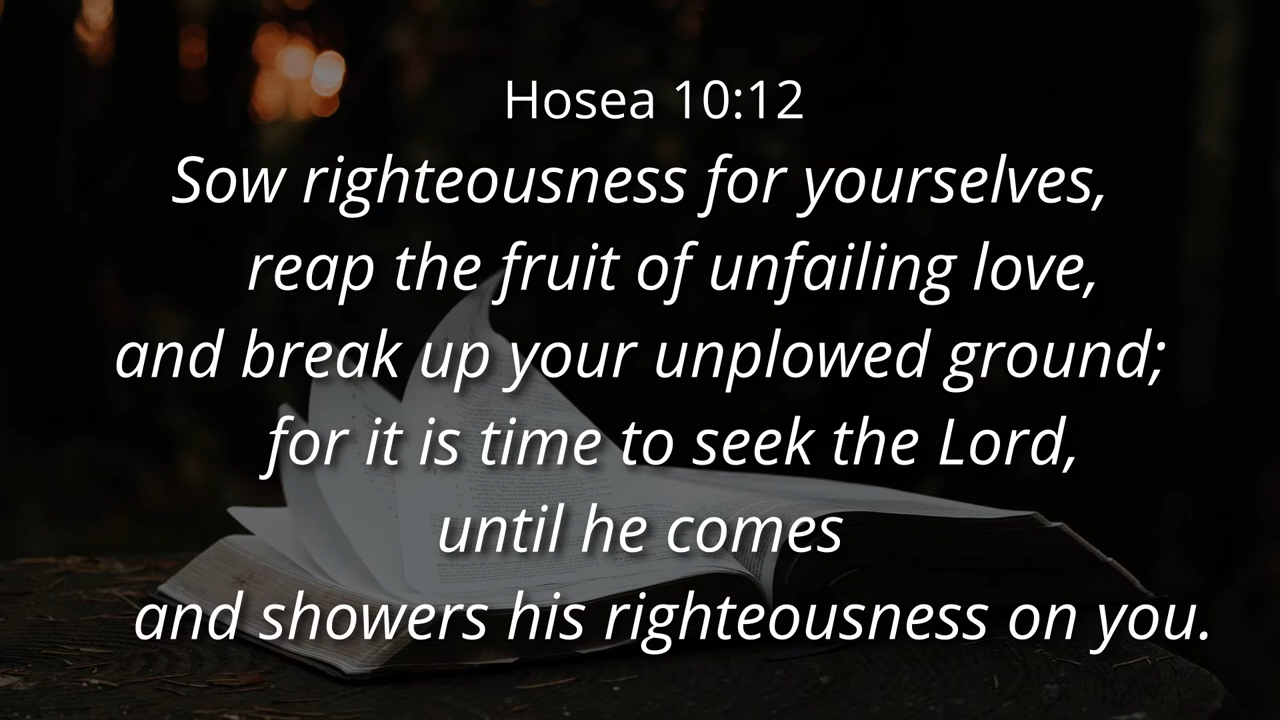 Hosea 10:12
Sow righteousness for yourselves,
reap the fruit of unfailing love,
and break up your unplowed ground;
for it is time to seek the Lord,
until he comes
and showers his righteousness on you.